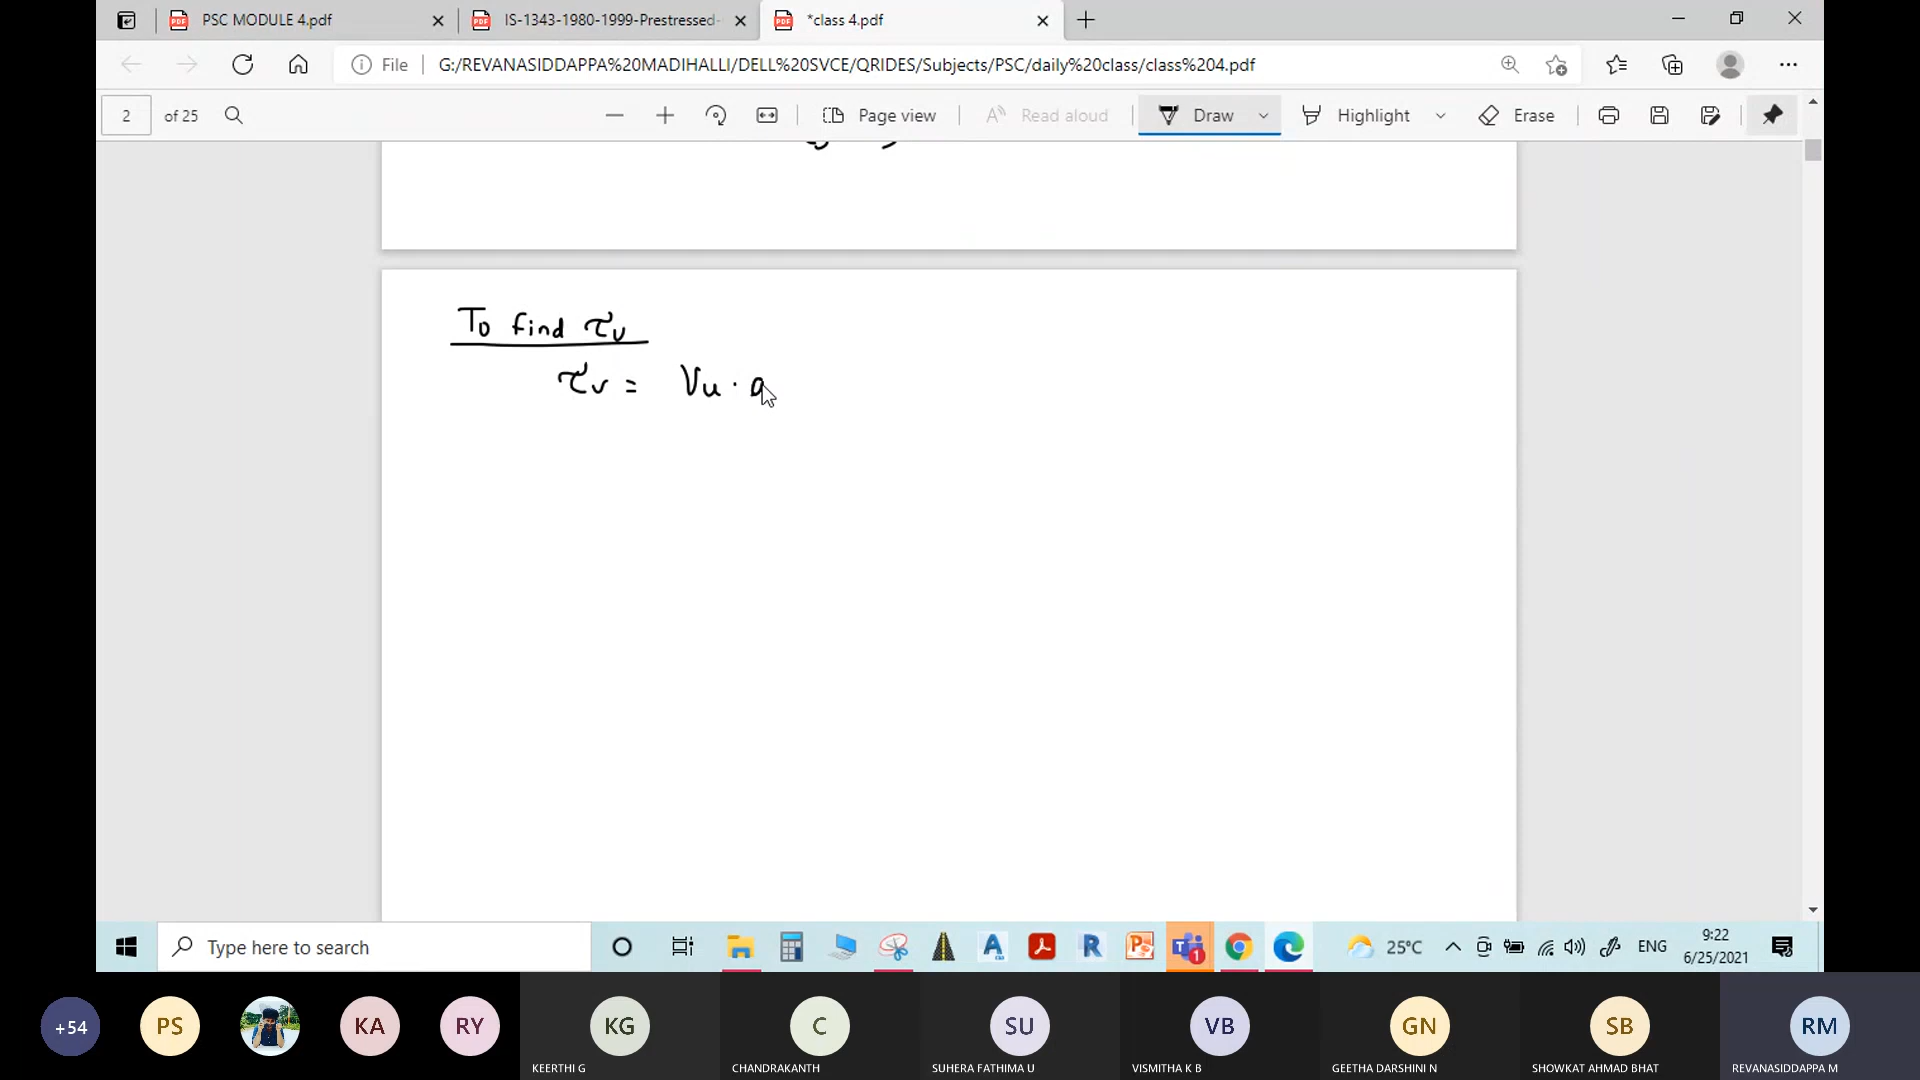 PSC MODULE 4.pdf
IS-1343-1980-1999-Prestressed-
*class 4.pdf
File
G:/REVANASIDDAPPA%20MADIHALLI/DELL%20SVCE/QRIDES/Subjects/PSC/daily%20class/class%204.pdf
2 of 25
Page view
Read aloud
Draw
Highlight
Erase
To find τv
τv = Vu · a
Type here to search
1
25°C
ENG
9:22
6/25/2021
+54
PS
KA
RY
KG
C
SU
VB
GN
SB
RM
KEERTHI G
CHANDRAKANTH
SUHERA FATHIMA U
VISMITHA K B
GEETHA DARSHINI N
SHOWKAT AHMAD BHAT
REVANASIDDAPPA M